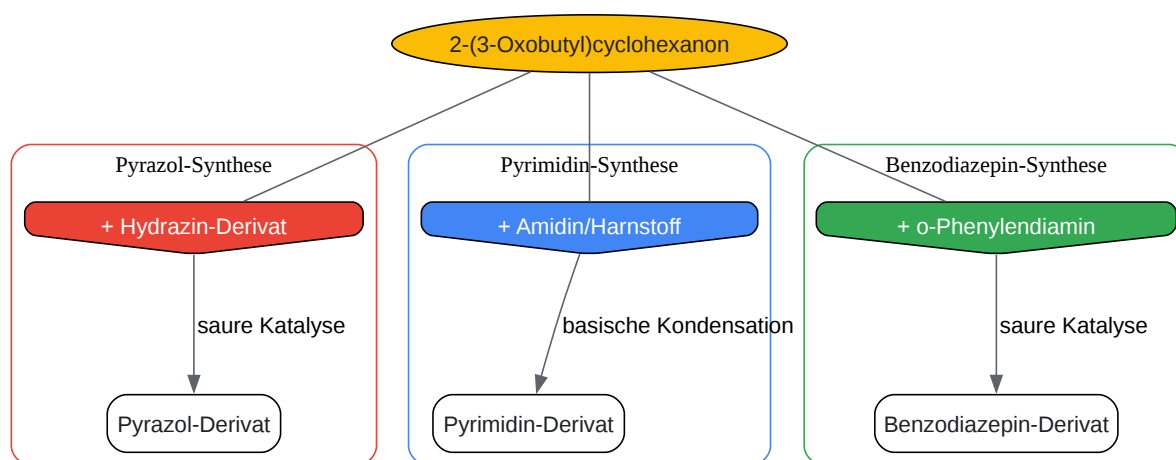 2-(3-Oxobutyl)cyclohexanon
Pyrazol-Synthese
Pyrimidin-Synthese
Benzodiazepin-Synthese
+ Hydrazin-Derivat
+ Amidin/Harnstoff
+ o-Phenylendiamin
saure Katalyse
basische Kondensation
saure Katalyse
Pyrazol-Derivat
Pyrimidin-Derivat
Benzodiazepin-Derivat